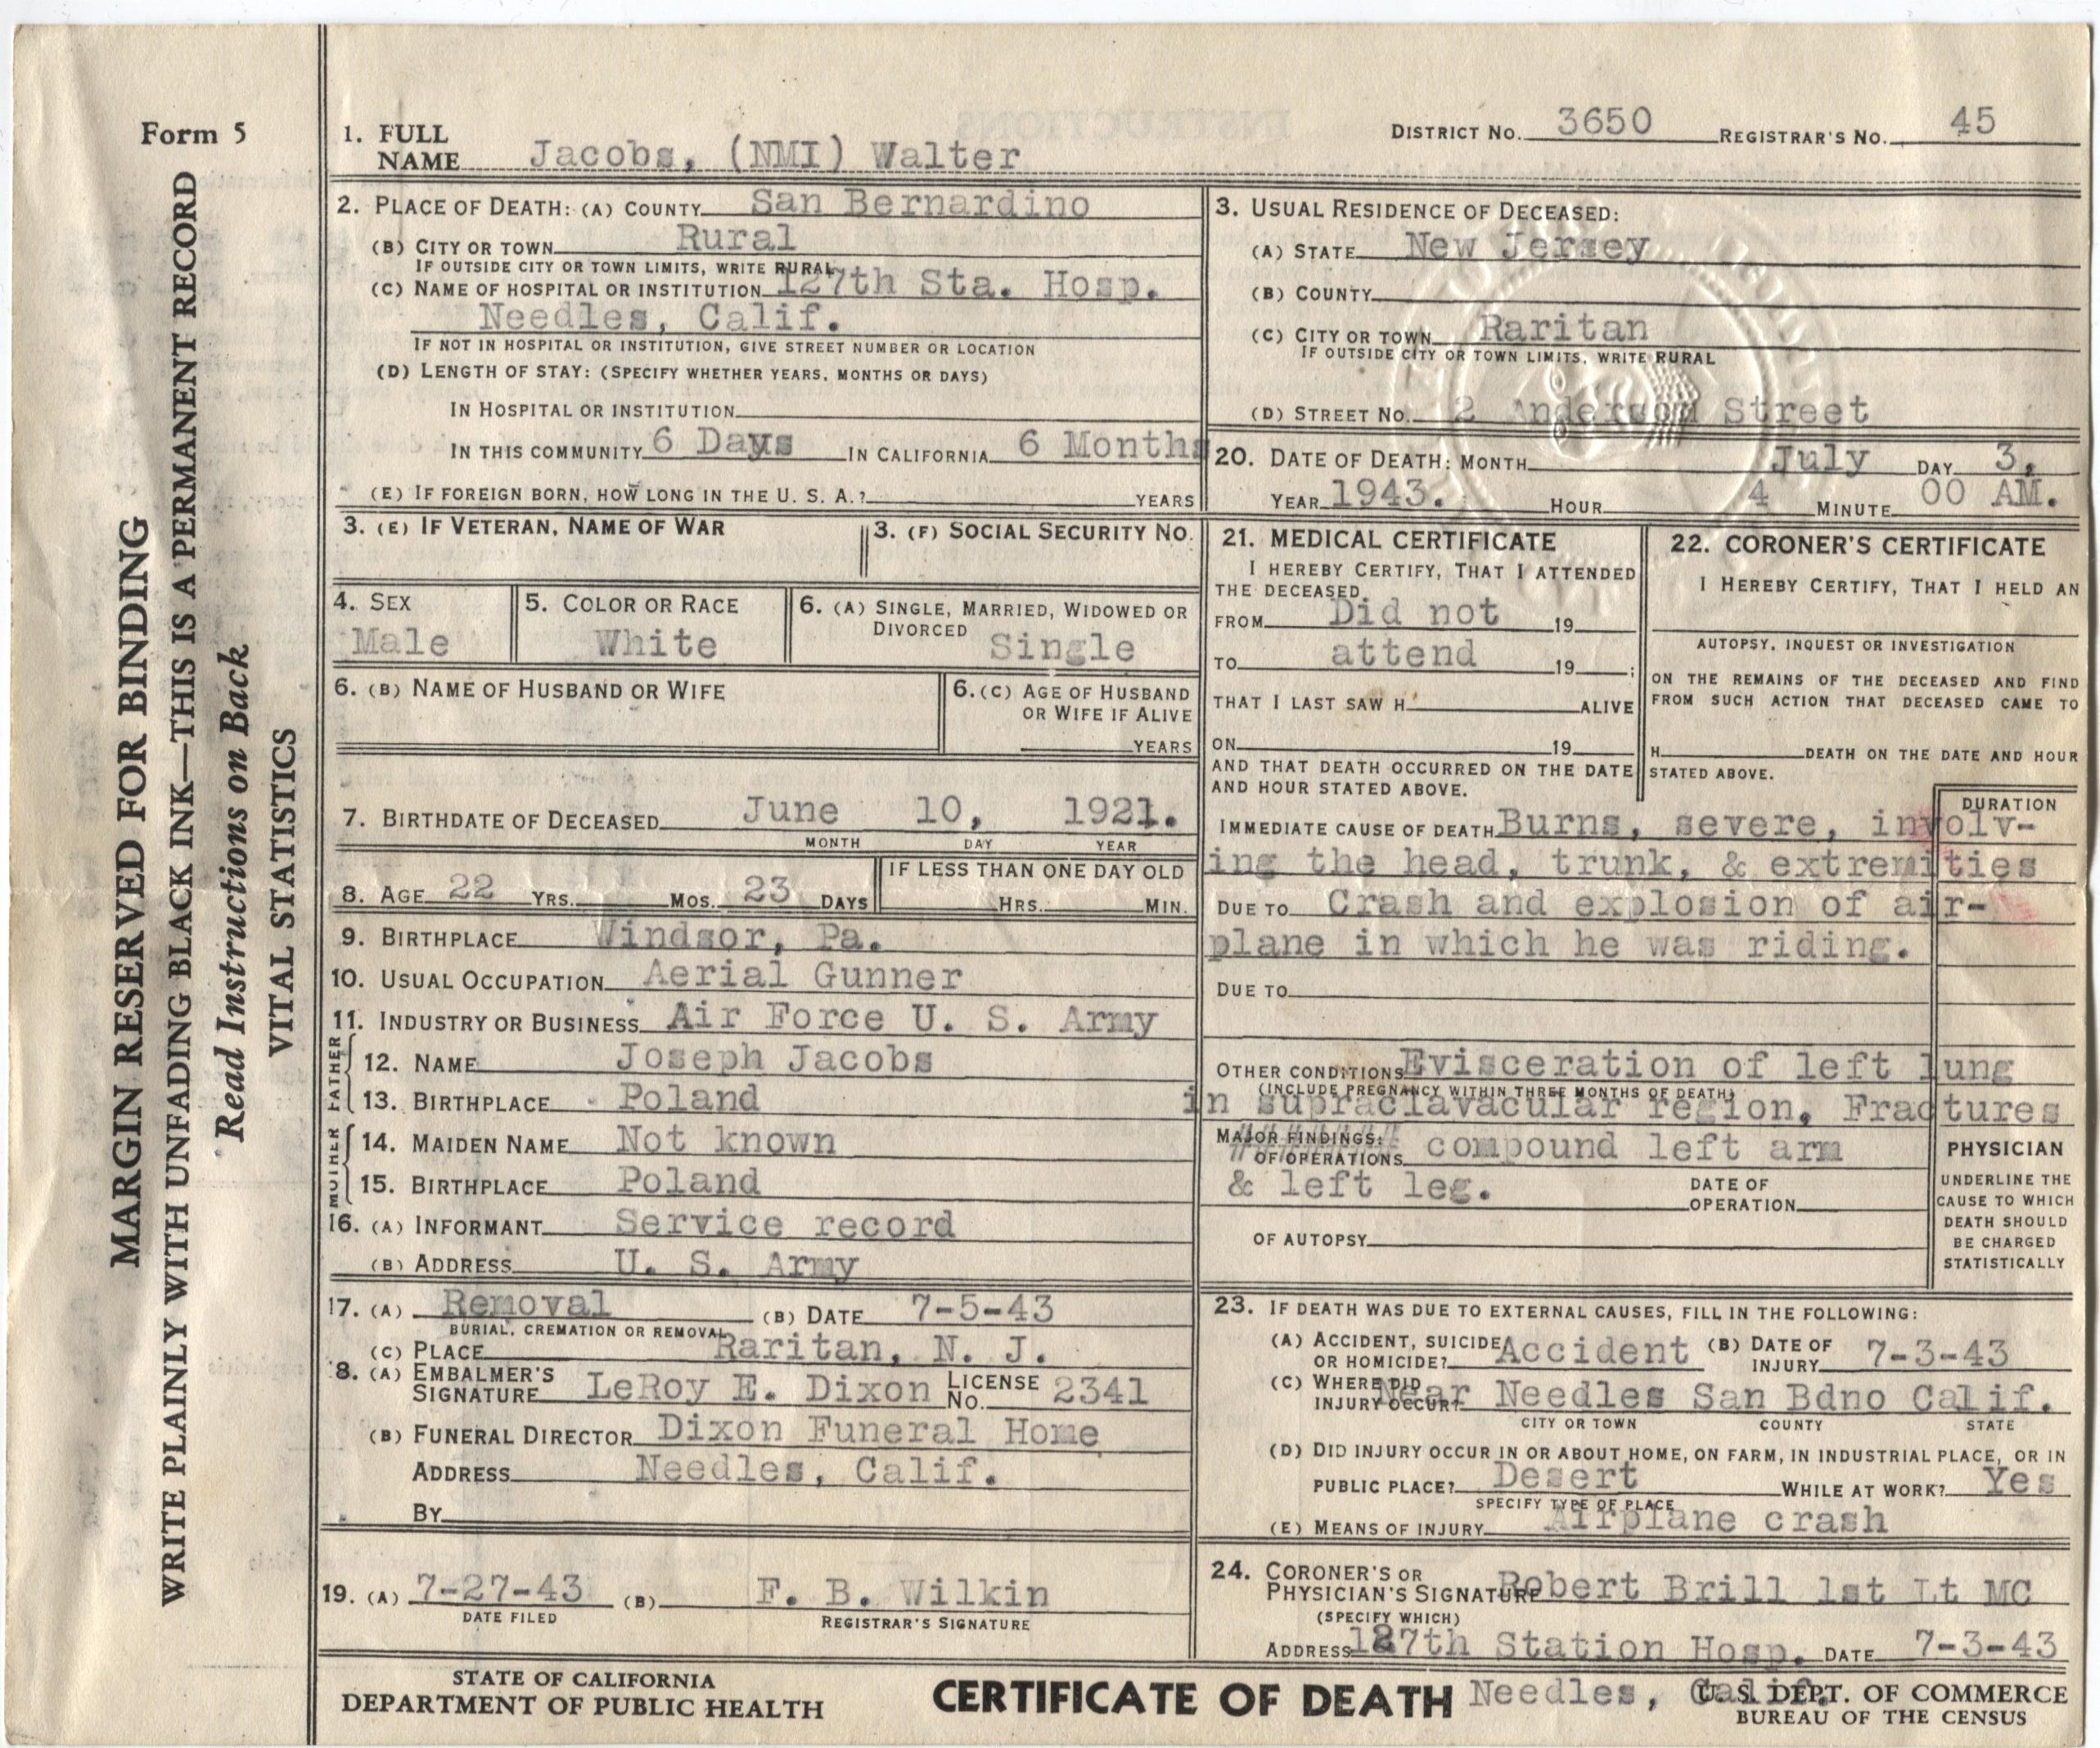 Form 5
MARGIN RESERVED FOR BINDING
WRITE PLAINLY WITH UNFADING BLACK INK—THIS IS A PERMANENT RECORD
Read Instructions on Back
VITAL STATISTICS
DISTRICT No. 3650 REGISTRAR'S No. 45
1. FULL NAME Jacobs, (NMI) Walter
2. PLACE OF DEATH: (A) COUNTY San Bernardino
(B) CITY OR TOWN Rural
IF OUTSIDE CITY OR TOWN LIMITS, WRITE RURAL
(C) NAME OF HOSPITAL OR INSTITUTION 127th Sta. Hosp.
Needles, Calif.
IF NOT IN HOSPITAL OR INSTITUTION, GIVE STREET NUMBER OR LOCATION
(D) LENGTH OF STAY: (SPECIFY WHETHER YEARS, MONTHS OR DAYS)
IN HOSPITAL OR INSTITUTION
IN THIS COMMUNITY 6 Days IN CALIFORNIA 6 Months
(E) IF FOREIGN BORN, HOW LONG IN THE U. S. A.? YEARS
3. USUAL RESIDENCE OF DECEASED:
(A) STATE New Jersey
(B) COUNTY
(C) CITY OR TOWN Raritan
IF OUTSIDE CITY OR TOWN LIMITS, WRITE RURAL
(D) STREET No. 2 Anderson Street
20. DATE OF DEATH: MONTH July DAY 3,
YEAR 1943. HOUR 4 MINUTE 00 AM.
3. (E) IF VETERAN, NAME OF WAR
3. (F) SOCIAL SECURITY NO.
4. SEX
Male
5. COLOR OR RACE
White
6. (A) SINGLE, MARRIED, WIDOWED OR
DIVORCED Single
6. (B) NAME OF HUSBAND OR WIFE
6. (C) AGE OF HUSBAND
OR WIFE IF ALIVE
YEARS
7. BIRTHDATE OF DECEASED June 10, 1921.
MONTH DAY YEAR
8. AGE 22 YRS. MOS. 23 DAYS
IF LESS THAN ONE DAY OLD
HRS. MIN.
9. BIRTHPLACE Windsor, Pa.
10. USUAL OCCUPATION Aerial Gunner
11. INDUSTRY OR BUSINESS Air Force U. S. Army
FATHER
12. NAME Joseph Jacobs
13. BIRTHPLACE Poland
MOTHER
14. MAIDEN NAME Not known
15. BIRTHPLACE Poland
16. (A) INFORMANT Service record
(B) ADDRESS U. S. Army
17. (A) Removal (B) DATE 7-5-43
BURIAL, CREMATION OR REMOVAL
(C) PLACE Raritan, N. J.
8. (A) EMBALMER'S
SIGNATURE LeRoy E. Dixon LICENSE NO. 2341
(B) FUNERAL DIRECTOR Dixon Funeral Home
ADDRESS Needles, Calif.
BY
19. (A) 7-27-43 (B) F. B. Wilkin
DATE FILED REGISTRAR'S SIGNATURE
21. MEDICAL CERTIFICATE
I HEREBY CERTIFY, THAT I ATTENDED
THE DECEASED
FROM Did not 19
TO attend 19 ;
THAT I LAST SAW H ALIVE
ON 19
AND THAT DEATH OCCURRED ON THE DATE
AND HOUR STATED ABOVE.
22. CORONER'S CERTIFICATE
I HEREBY CERTIFY, THAT I HELD AN
AUTOPSY, INQUEST OR INVESTIGATION
ON THE REMAINS OF THE DECEASED AND FIND
FROM SUCH ACTION THAT DECEASED CAME TO
H DEATH ON THE DATE AND HOUR
STATED ABOVE.
DURATION
IMMEDIATE CAUSE OF DEATH Burns, severe, involv-
ing the head, trunk, & extremities
DUE TO Crash and explosion of air-
plane in which he was riding.
DUE TO
OTHER CONDITIONS Evisceration of left lung
(INCLUDE PREGNANCY WITHIN THREE MONTHS OF DEATH)
in supraclavacular region, Fractures
MAJOR FINDINGS:
OF OPERATIONS compound left arm
& left leg. DATE OF
OPERATION
OF AUTOPSY
PHYSICIAN
UNDERLINE THE
CAUSE TO WHICH
DEATH SHOULD
BE CHARGED
STATISTICALLY
23. IF DEATH WAS DUE TO EXTERNAL CAUSES, FILL IN THE FOLLOWING:
(A) ACCIDENT, SUICIDE
OR HOMICIDE? Accident (B) DATE OF INJURY 7-3-43
(C) WHERE DID
INJURY OCCUR? Near Needles San Bdno Calif.
CITY OR TOWN COUNTY STATE
(D) DID INJURY OCCUR IN OR ABOUT HOME, ON FARM, IN INDUSTRIAL PLACE, OR IN
PUBLIC PLACE? Desert WHILE AT WORK? Yes
SPECIFY TYPE OF PLACE
(E) MEANS OF INJURY Airplane crash
24. CORONER'S OR
PHYSICIAN'S SIGNATURE Robert Brill 1st Lt MC
(SPECIFY WHICH)
ADDRESS 127th Station Hosp. DATE 7-3-43
Needles, Calif.
STATE OF CALIFORNIA
DEPARTMENT OF PUBLIC HEALTH
CERTIFICATE OF DEATH
U. S. DEPT. OF COMMERCE
BUREAU OF THE CENSUS